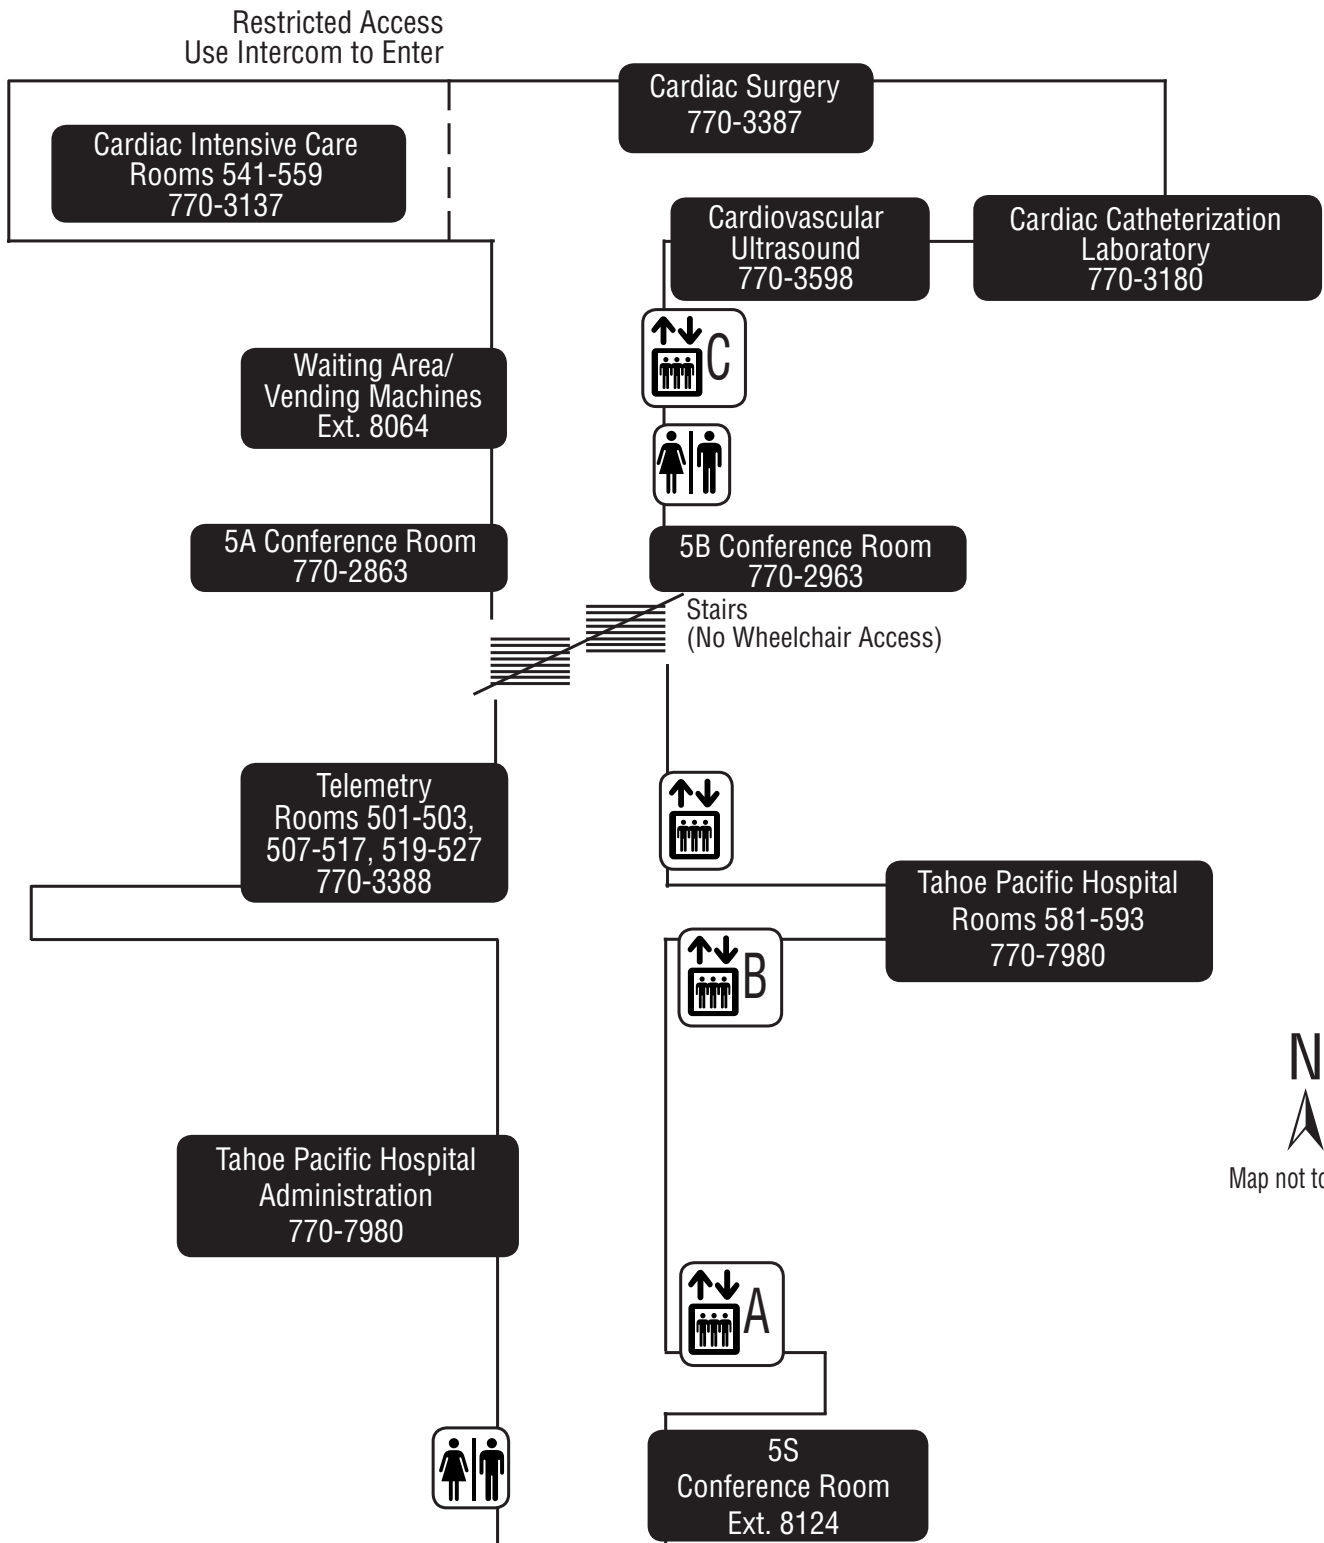 Restricted Access
Use Intercom to Enter
Cardiac Surgery
770-3387
Cardiac Intensive Care
Rooms 541-559
770-3137
Cardiovascular
Ultrasound
770-3598
Cardiac Catheterization
Laboratory
770-3180
C
Waiting Area/
Vending Machines
Ext. 8064
5A Conference Room
770-2863
5B Conference Room
770-2963
Stairs
(No Wheelchair Access)
Telemetry
Rooms 501-503,
507-517, 519-527
770-3388
Tahoe Pacific Hospital
Rooms 581-593
770-7980
B
N
Map not to
Tahoe Pacific Hospital
Administration
770-7980
A
5S
Conference Room
Ext. 8124